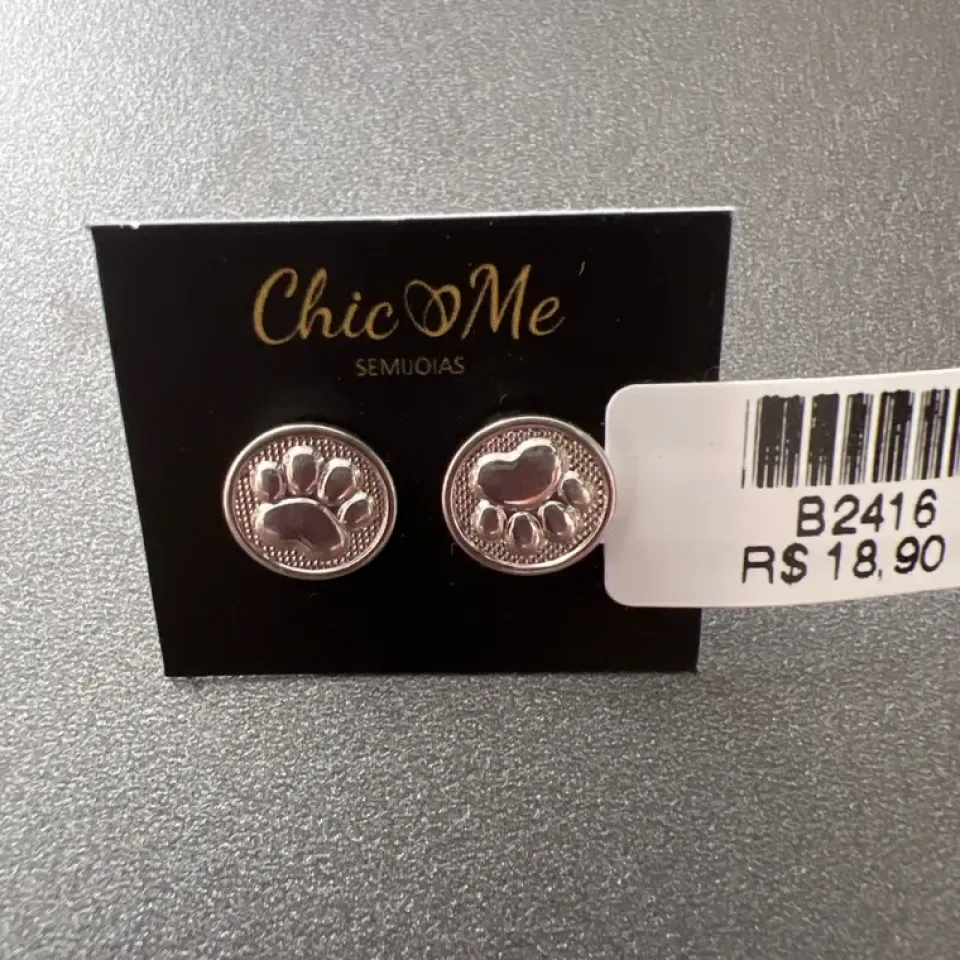 Chic Me
SEMIJOIAS
B2416
R$ 18,90